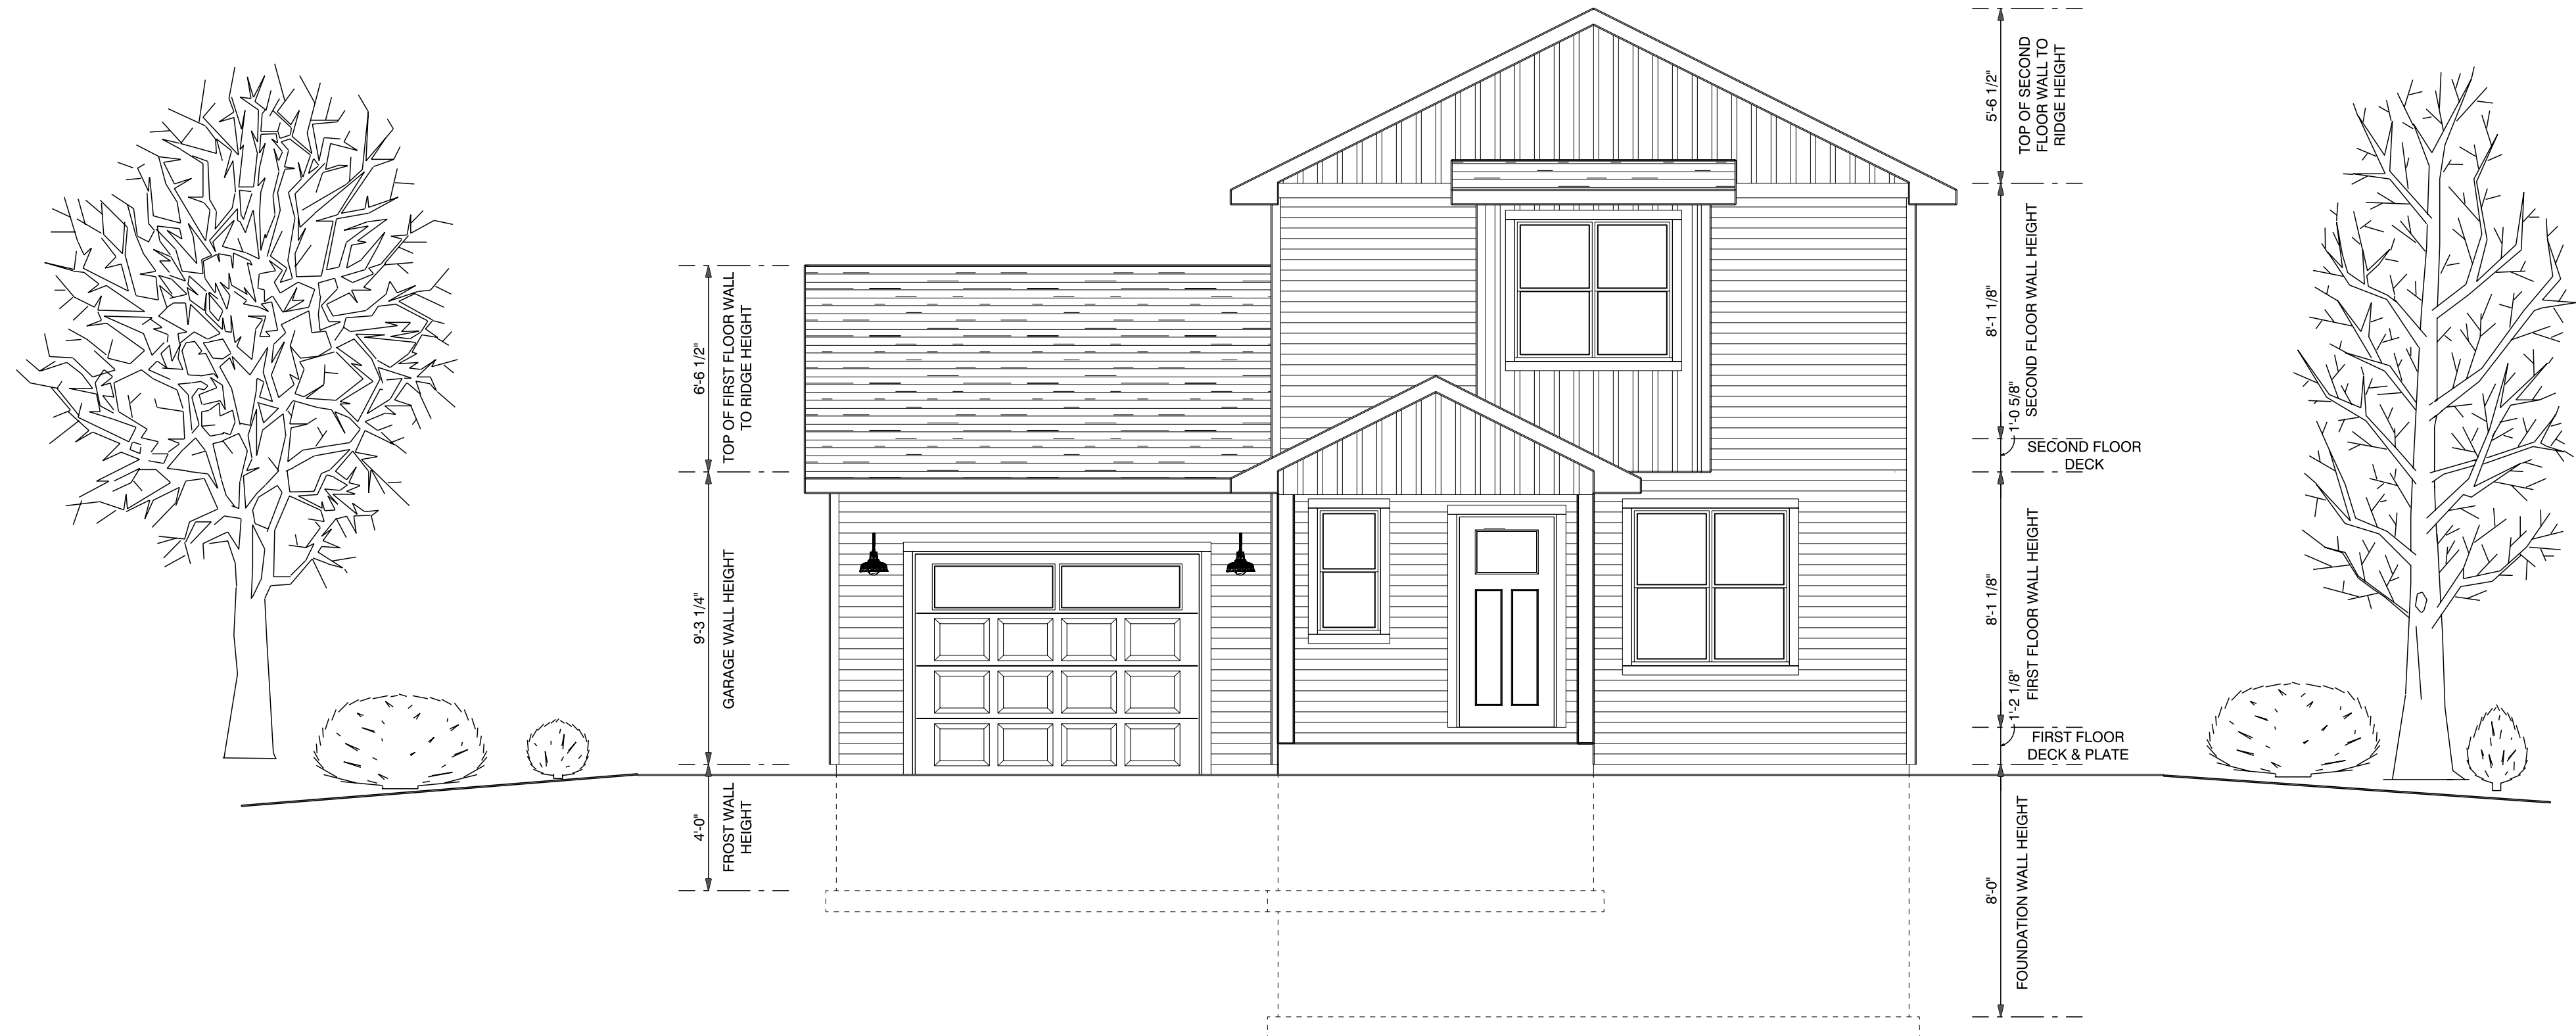 6'-6 1/2"
TOP OF FIRST FLOOR WALL
TO RIDGE HEIGHT
9'-3 1/4"
GARAGE WALL HEIGHT
4'-0"
FROST WALL
HEIGHT
5'-6 1/2"
TOP OF SECOND
FLOOR WALL TO
RIDGE HEIGHT
8'-1 1/8"
SECOND FLOOR WALL HEIGHT
1'-0 5/8"
SECOND FLOOR
DECK
8'-1 1/8"
FIRST FLOOR WALL HEIGHT
1'-2 1/8"
FIRST FLOOR
DECK & PLATE
8'-0"
FOUNDATION WALL HEIGHT